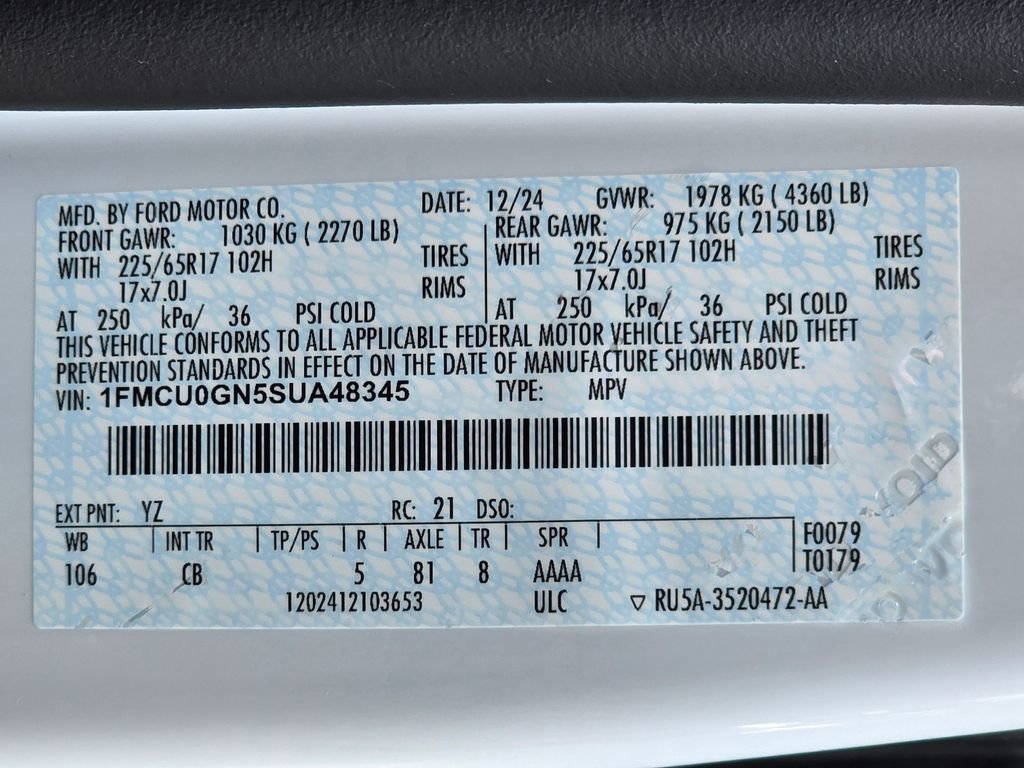 MFD. BY FORD MOTOR CO. DATE: 12/24 GVWR: 1978 KG ( 4360 LB)
FRONT GAWR: 1030 KG ( 2270 LB) REAR GAWR: 975 KG ( 2150 LB)
WITH 225/65R17 102H TIRES WITH 225/65R17 102H TIRES
17x7.0J RIMS 17x7.0J RIMS
AT 250 kPa/ 36 PSI COLD AT 250 kPa/ 36 PSI COLD
THIS VEHICLE CONFORMS TO ALL APPLICABLE FEDERAL MOTOR VEHICLE SAFETY AND THEFT
PREVENTION STANDARDS IN EFFECT ON THE DATE OF MANUFACTURE SHOWN ABOVE.
VIN: 1FMCU0GN5SUA48345 TYPE: MPV
EXT PNT: YZ RC: 21 DSO:
WB INT TR TP/PS R AXLE TR SPR F0079
106 CB 5 81 8 AAAA T0179
1202412103653 ULC ▽ RU5A-3520472-AA
VOID